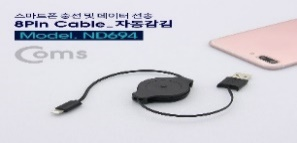 스마트폰 충전 및 데이터 전송
8Pin Cable_자동감김
Model. ND694
Coms